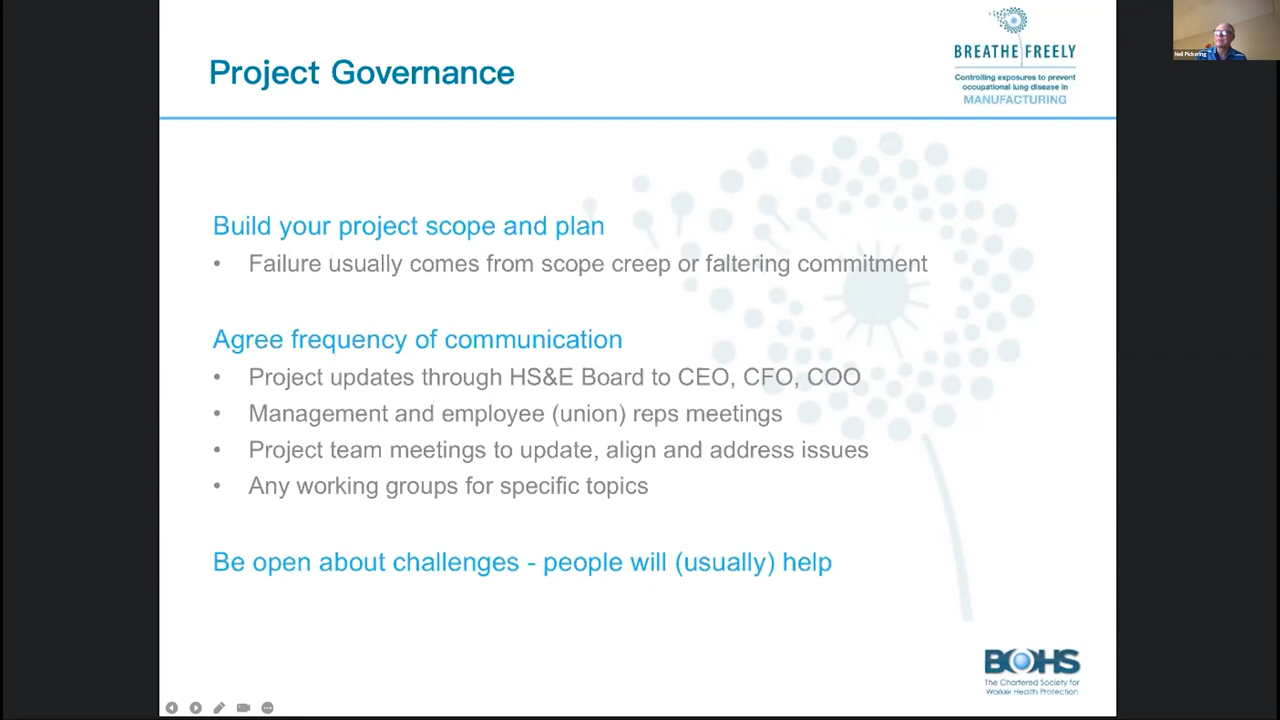 Project Governance
BREATHE FREELY
Controlling exposures to prevent
occupational lung disease in
MANUFACTURING
Neil Pickering
Build your project scope and plan
• Failure usually comes from scope creep or faltering commitment
Agree frequency of communication
• Project updates through HS&E Board to CEO, CFO, COO
• Management and employee (union) reps meetings
• Project team meetings to update, align and address issues
• Any working groups for specific topics
Be open about challenges - people will (usually) help
BOHS
The Chartered Society for
Worker Health Protection